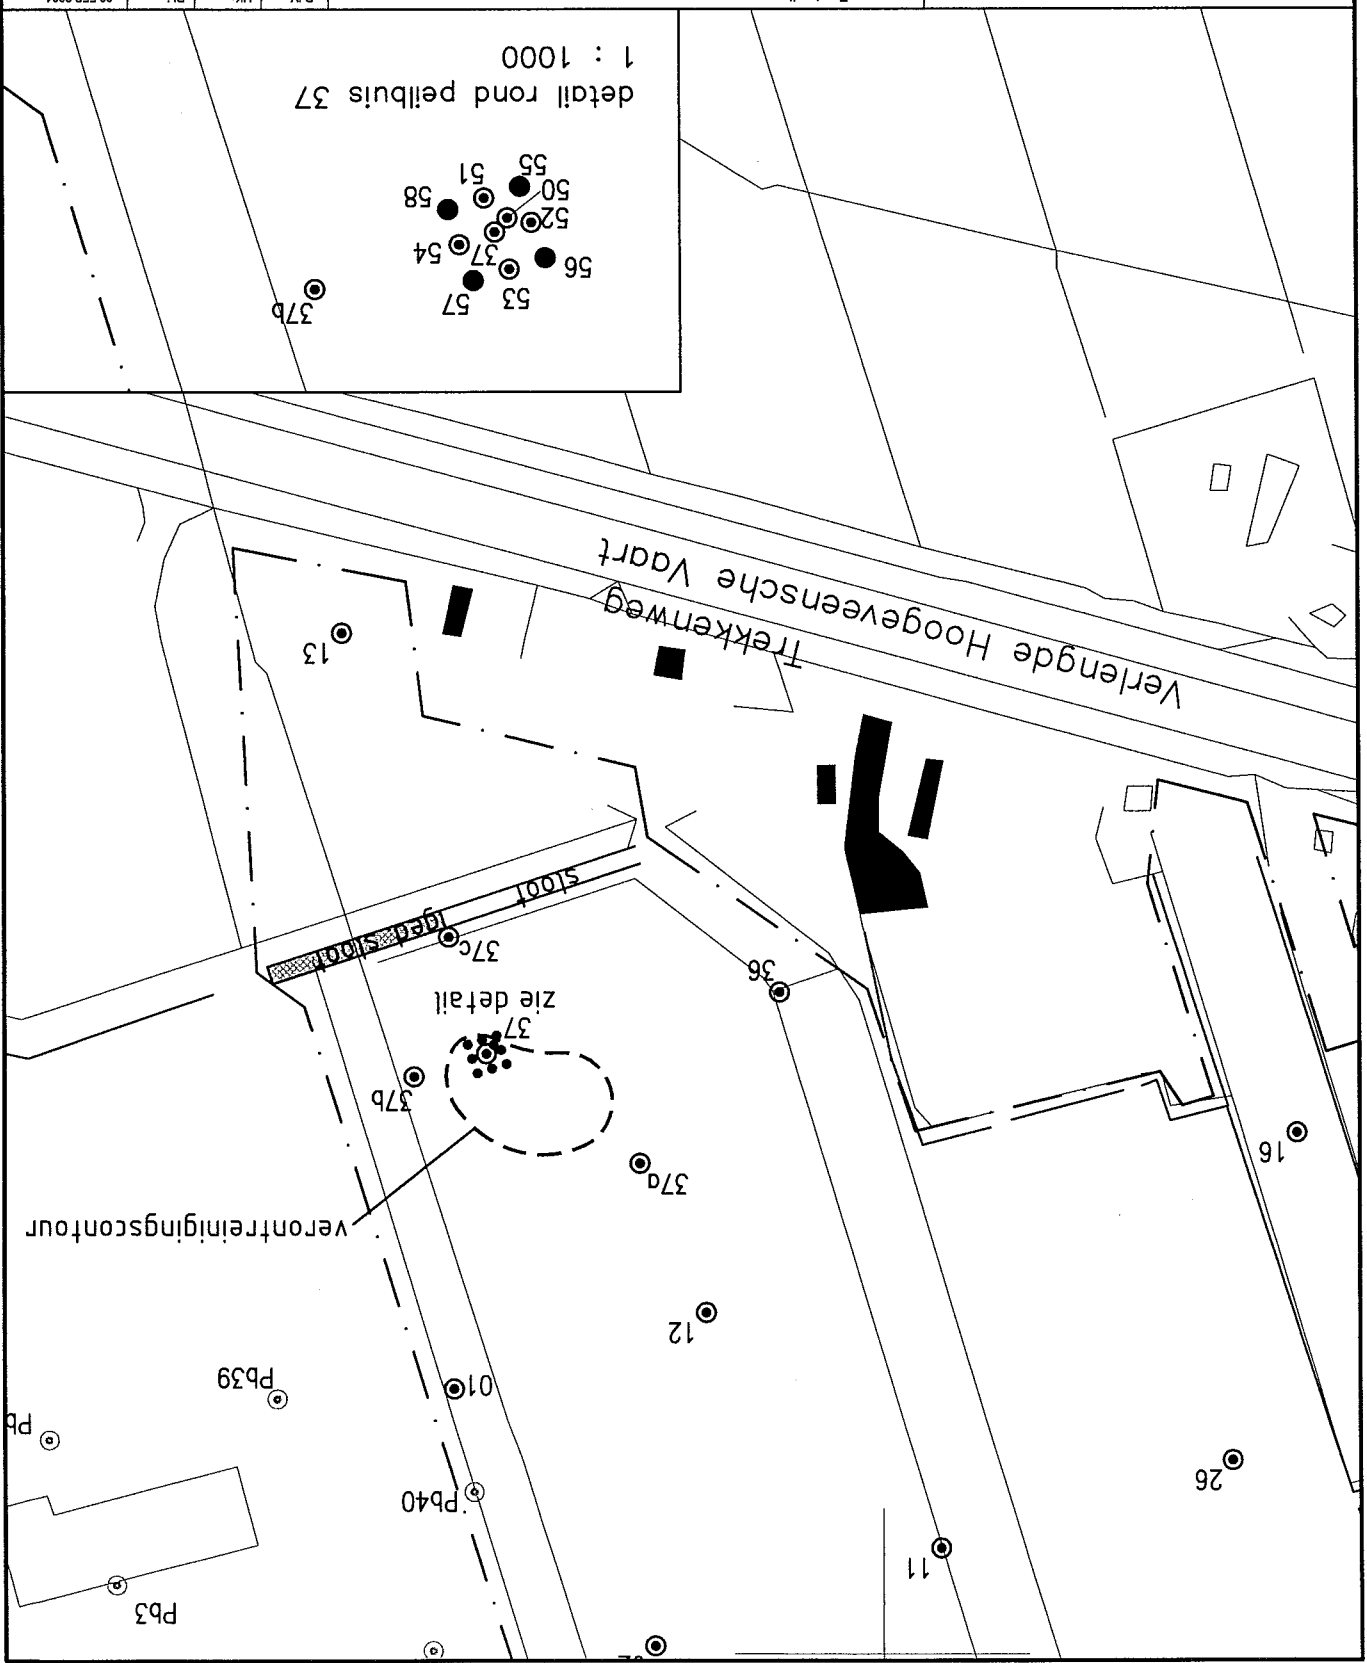 11
26
Pb3
Pb40
01
Pb39
Pb
12
16
verontreinigingscontour
37a
37b
37
zie detail
36
37c
sloot
sloot
13
Trekkenweg
Verlengde Hoogeveensche Vaart
37b
57
53
56
54
37
52
50
58
51
55
detail rond peilbuis 37
1 : 1000